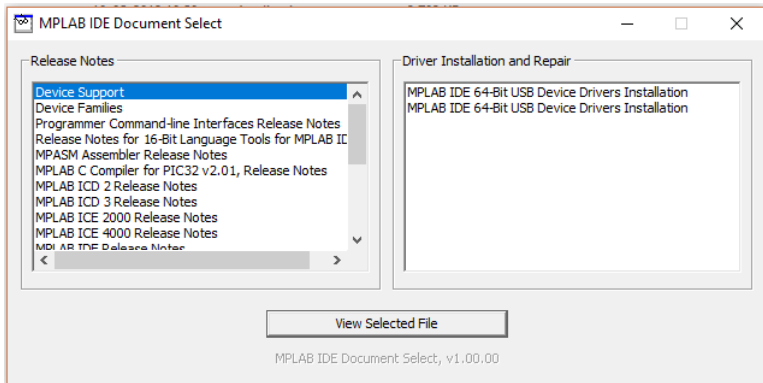 MPLAB IDE Document Select
Release Notes
Device Support
Device Families
Programmer Command-line Interfaces Release Notes
Release Notes for 16-Bit Language Tools for MPLAB ID
MPASM Assembler Release Notes
MPLAB C Compiler for PIC32 v2.01, Release Notes
MPLAB ICD 2 Release Notes
MPLAB ICD 3 Release Notes
MPLAB ICE 2000 Release Notes
MPLAB ICE 4000 Release Notes
MPLAB IDE Release Notes
Driver Installation and Repair
MPLAB IDE 64-Bit USB Device Drivers Installation
MPLAB IDE 64-Bit USB Device Drivers Installation
View Selected File
MPLAB IDE Document Select, v1.00.00